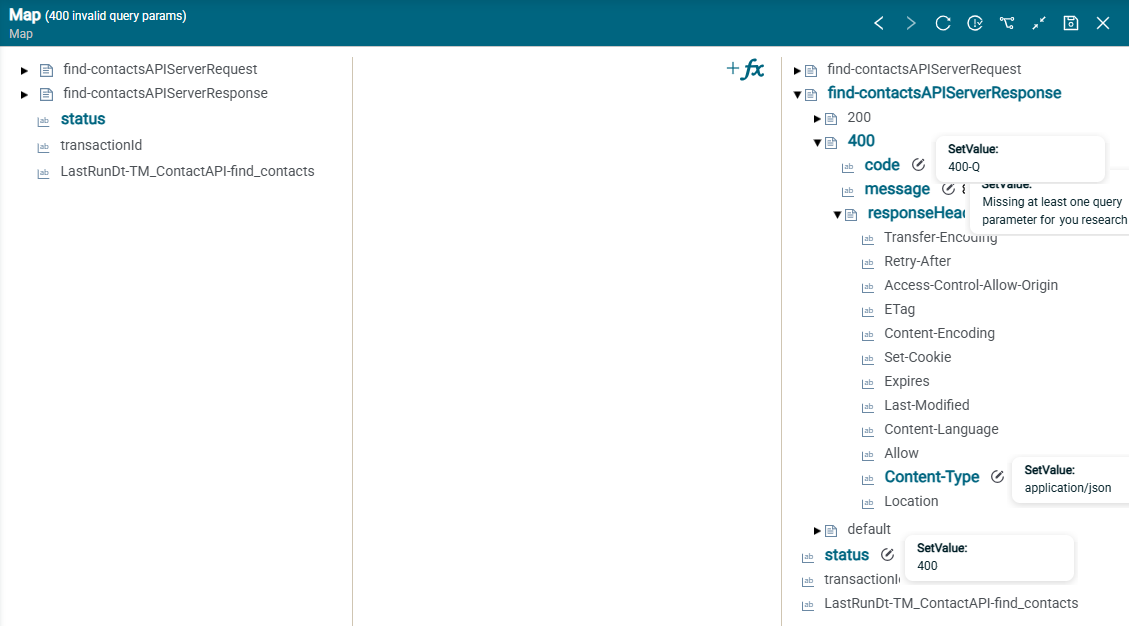 Map (400 invalid query params)
Map
find-contactsAPIServerRequest
find-contactsAPIServerResponse
status
transactionId
LastRunDt-TM_ContactAPI-find_contacts
+fx
find-contactsAPIServerRequest
find-contactsAPIServerResponse
200
400
code
SetValue:
400-Q
message
SetValue:
Missing at least one query
parameter for you research
responseHea
Transfer-Encoding
Retry-After
Access-Control-Allow-Origin
ETag
Content-Encoding
Set-Cookie
Expires
Last-Modified
Content-Language
Allow
Content-Type
SetValue:
application/json
Location
default
status
SetValue:
400
transactionI
LastRunDt-TM_ContactAPI-find_contacts